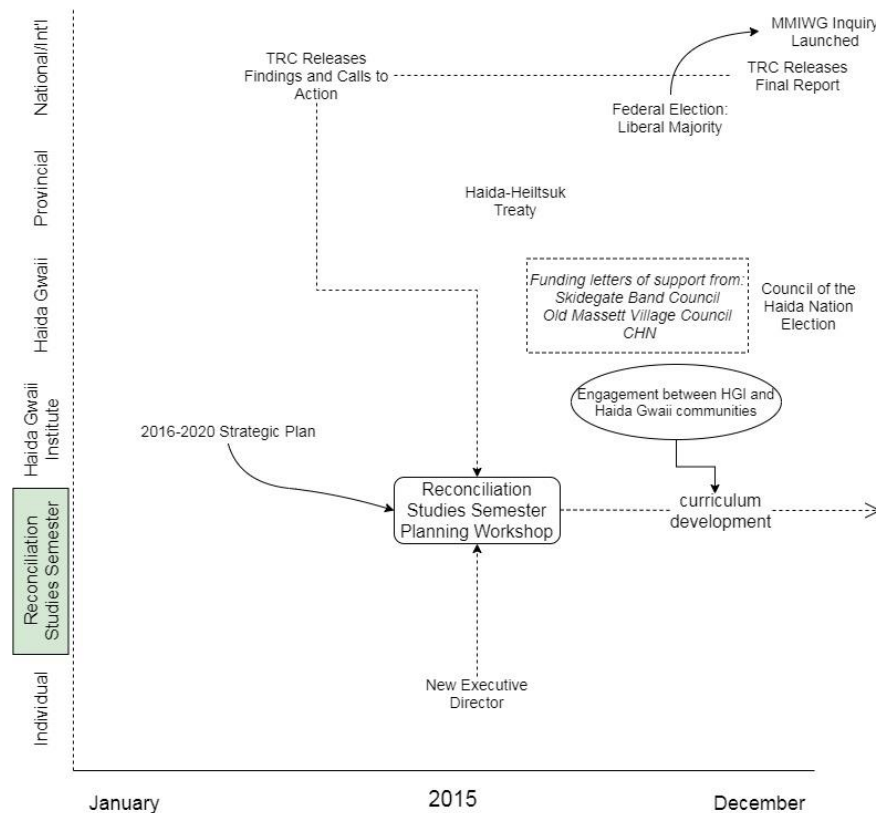 National/Int'l
Provincial
Haida Gwaii
Haida Gwaii
Institute
Reconciliation
Studies Semester
Individual
MMIWG Inquiry
Launched
TRC Releases
Findings and Calls to
Action
TRC Releases
Final Report
Federal Election:
Liberal Majority
Haida-Heiltsuk
Treaty
Funding letters of support from:
Skidegate Band Council
Old Massett Village Council
CHN
Council of the
Haida Nation
Election
Engagement between HGI and
Haida Gwaii communities
2016-2020 Strategic Plan
Reconciliation
Studies Semester
Planning Workshop
curriculum
development
New Executive
Director
January
2015
December